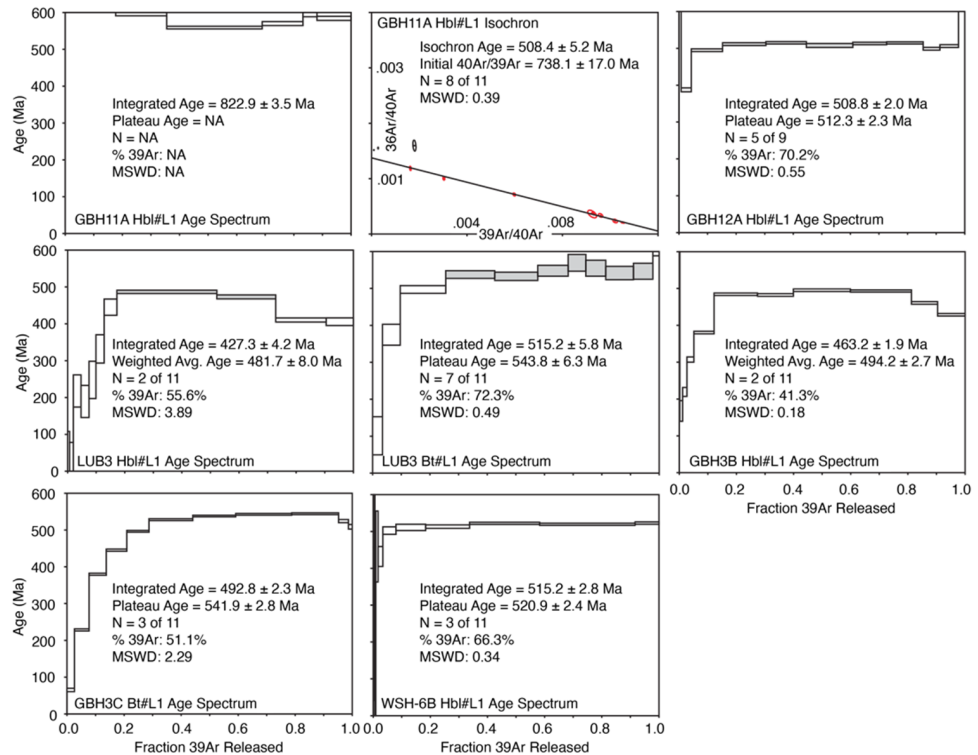 600
500
400
300
200
100
0
Age (Ma)
Integrated Age = 822.9 ± 3.5 Ma
Plateau Age = NA
N = NA
% 39Ar: NA
MSWD: NA
GBH11A Hbl#L1 Age Spectrum
GBH11A Hbl#L1 Isochron
Isochron Age = 508.4 ± 5.2 Ma
Initial 40Ar/39Ar = 738.1 ± 17.0 Ma
N = 8 of 11
MSWD: 0.39
.003
36Ar/40Ar
.001
.004
.008
39Ar/40Ar
Integrated Age = 508.8 ± 2.0 Ma
Plateau Age = 512.3 ± 2.3 Ma
N = 5 of 9
% 39Ar: 70.2%
MSWD: 0.55
GBH12A Hbl#L1 Age Spectrum
600
500
400
300
200
100
0
Age (Ma)
Integrated Age = 427.3 ± 4.2 Ma
Weighted Avg. Age = 481.7 ± 8.0 Ma
N = 2 of 11
% 39Ar: 55.6%
MSWD: 3.89
LUB3 Hbl#L1 Age Spectrum
Integrated Age = 515.2 ± 5.8 Ma
Plateau Age = 543.8 ± 6.3 Ma
N = 7 of 11
% 39Ar: 72.3%
MSWD: 0.49
LUB3 Bt#L1 Age Spectrum
Integrated Age = 463.2 ± 1.9 Ma
Weighted Avg. Age = 494.2 ± 2.7 Ma
N = 2 of 11
% 39Ar: 41.3%
MSWD: 0.18
GBH3B Hbl#L1 Age Spectrum
0.0 0.2 0.4 0.6 0.8 1.0
Fraction 39Ar Released
600
500
400
300
200
100
0
Age (Ma)
Integrated Age = 492.8 ± 2.3 Ma
Plateau Age = 541.9 ± 2.8 Ma
N = 3 of 11
% 39Ar: 51.1%
MSWD: 2.29
GBH3C Bt#L1 Age Spectrum
0.0 0.2 0.4 0.6 0.8 1.0
Fraction 39Ar Released
Integrated Age = 515.2 ± 2.8 Ma
Plateau Age = 520.9 ± 2.4 Ma
N = 3 of 11
% 39Ar: 66.3%
MSWD: 0.34
WSH-6B Hbl#L1 Age Spectrum
0.0 0.2 0.4 0.6 0.8 1.0
Fraction 39Ar Released